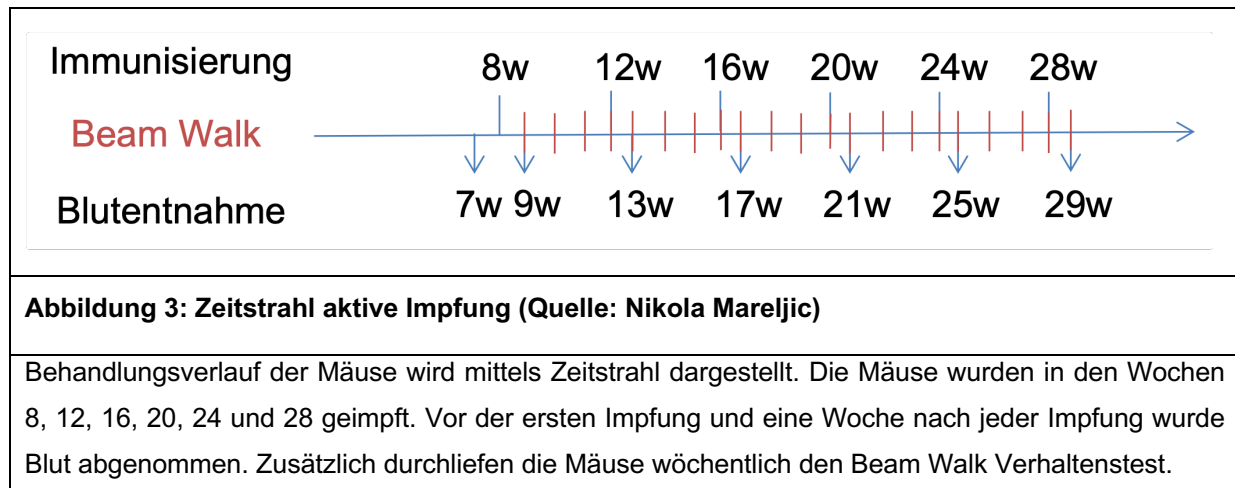 Immunisierung 8w 12w 16w 20w 24w 28w
Beam Walk
Blutentnahme 7w 9w 13w 17w 21w 25w 29w
Abbildung 3: Zeitstrahl aktive Impfung (Quelle: Nikola Mareljic)
Behandlungsverlauf der Mäuse wird mittels Zeitstrahl dargestellt. Die Mäuse wurden in den Wochen
8, 12, 16, 20, 24 und 28 geimpft. Vor der ersten Impfung und eine Woche nach jeder Impfung wurde
Blut abgenommen. Zusätzlich durchliefen die Mäuse wöchentlich den Beam Walk Verhaltenstest.